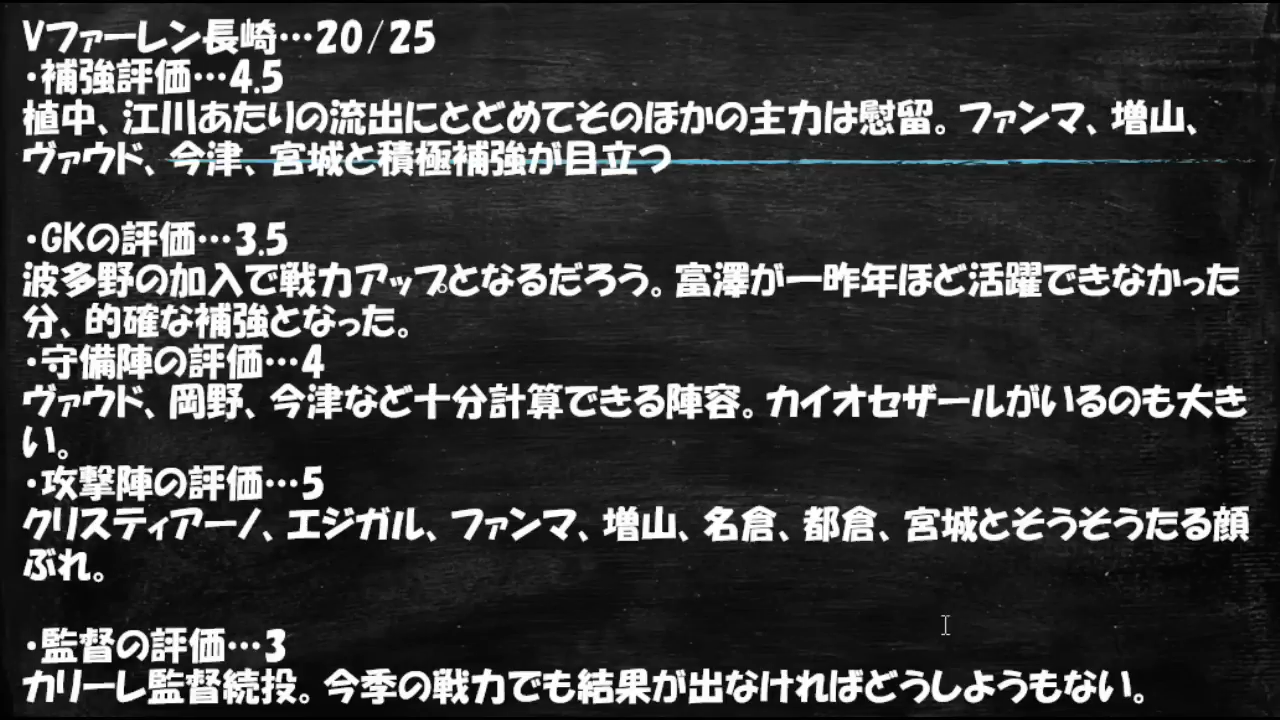 Vファーレン長崎…20/25
・補強評価…4.5
植中、江川あたりの流出にとどめてそのほかの主力は慰留。ファンマ、増山、
ヴァウド、今津、宮城と積極補強が目立つ
・GKの評価…3.5
波多野の加入で戦力アップとなるだろう。富澤が一昨年ほど活躍できなかった
分、的確な補強となった。
・守備陣の評価…4
ヴァウド、岡野、今津など十分計算できる陣容。カイオセザールがいるのも大き
い。
・攻撃陣の評価…5
クリスティアーノ、エジガル、ファンマ、増山、名倉、都倉、宮城とそうそうたる顔
ぶれ。
・監督の評価…3
カリーレ監督続投。今季の戦力でも結果が出なければどうしようもない。